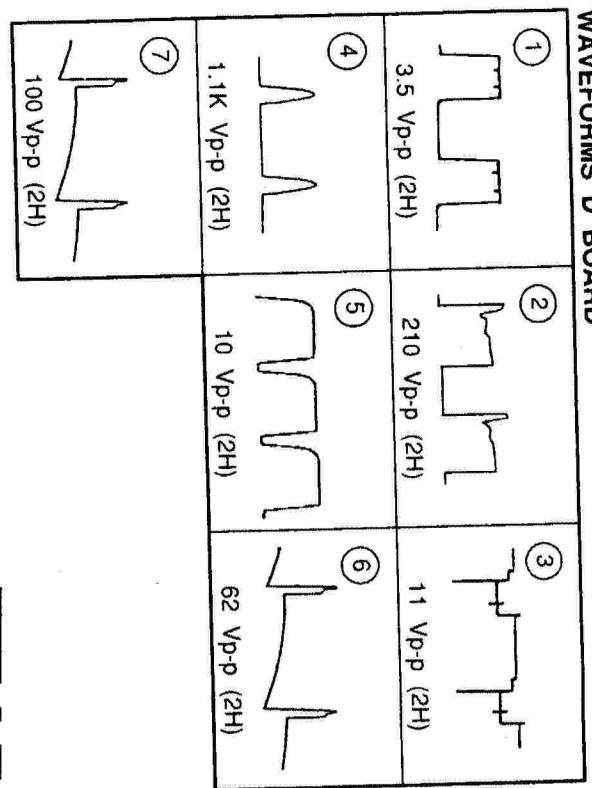 WAVEFORMS D BOARD
1
3.5 Vp-p (2H)
2
210 Vp-p (2H)
3
11 Vp-p (2H)
4
1.1K Vp-p (2H)
5
10 Vp-p (2H)
6
62 Vp-p (2H)
7
100 Vp-p (2H)